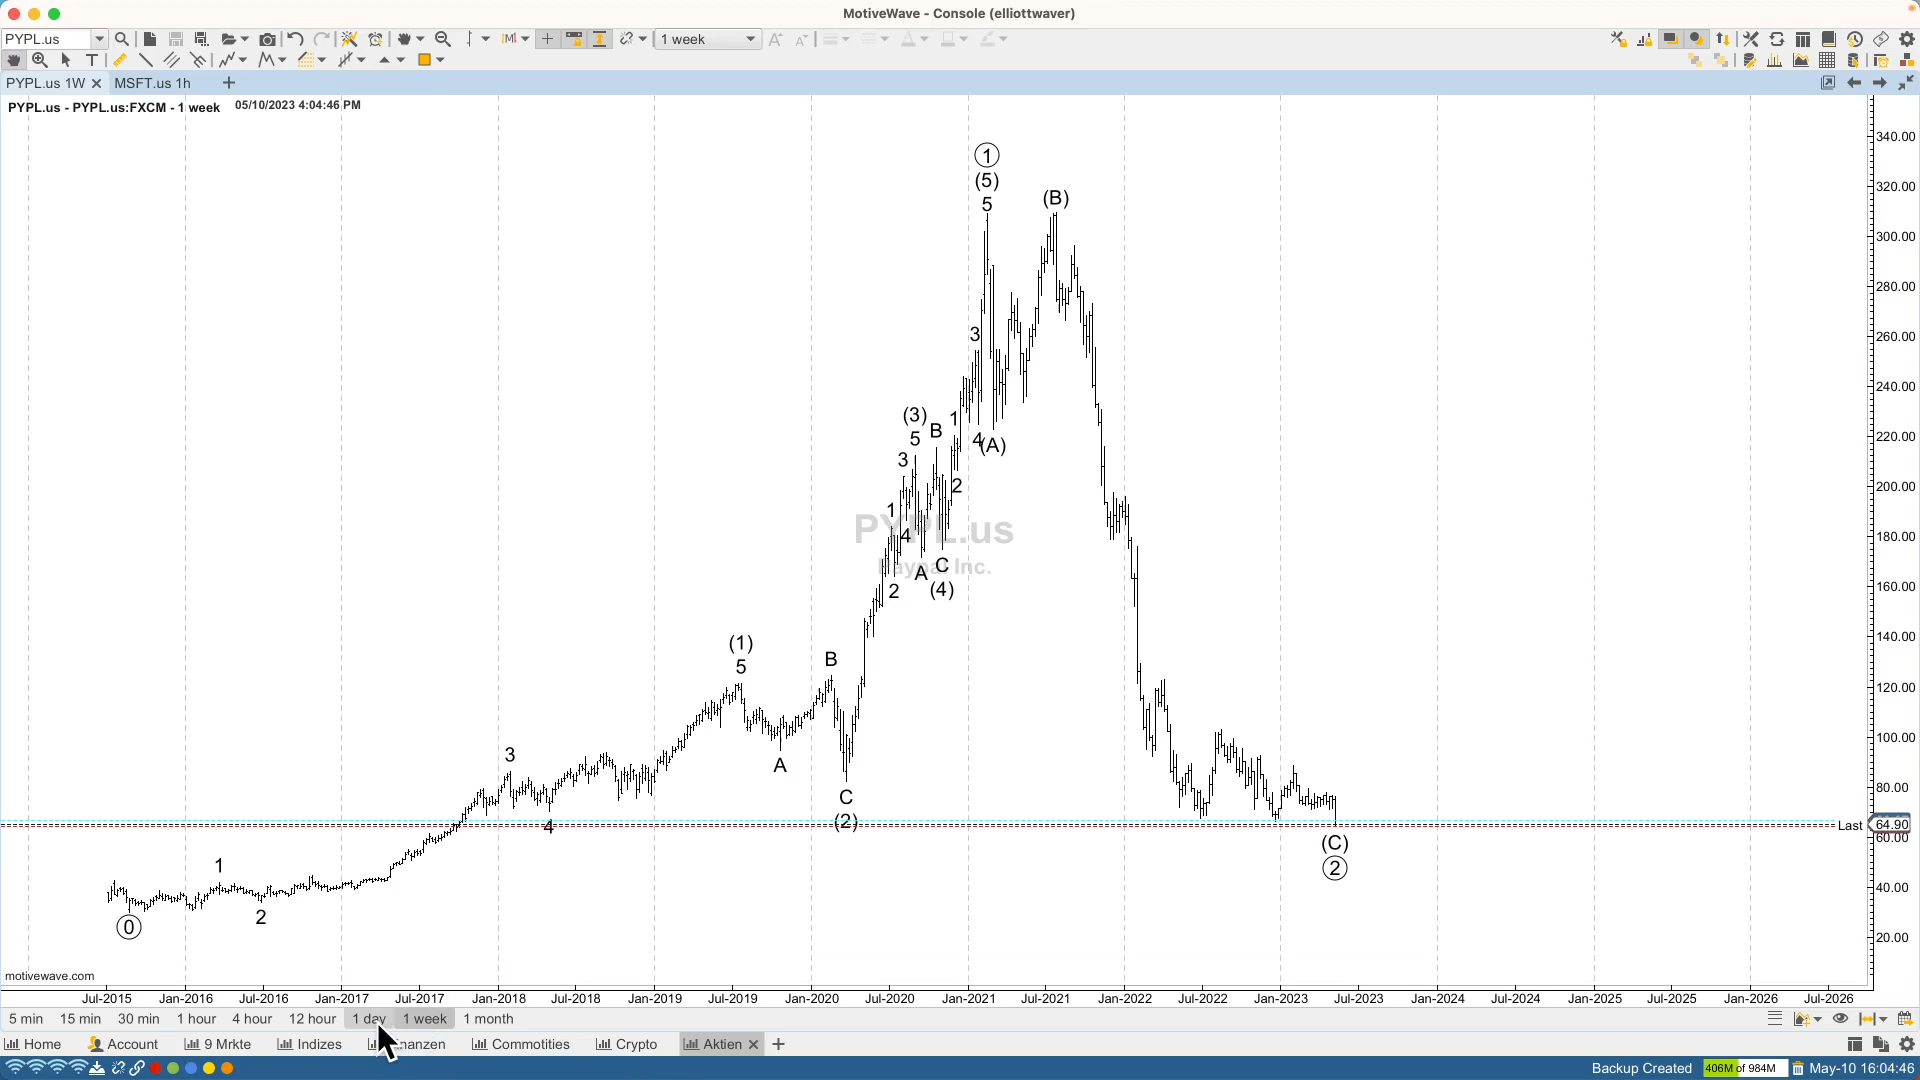 MotiveWave - Console (elliottwaver)
PYPL.us
1 week
PYPL.us 1W
MSFT.us 1h
PYPL.us - PYPL.us:FXCM - 1 week
05/10/2023 4:04:46 PM
340.00
320.00
300.00
280.00
260.00
240.00
220.00
200.00
180.00
160.00
140.00
120.00
100.00
80.00
60.00
40.00
20.00
Last
64.90
1
(5)
5
(B)
3
4
(A)
(3)
5
B
1
3
2
1
4
2
A
C
(4)
PYPL.us
Paypal Inc.
(1)
5
B
A
C
(2)
3
4
1
2
0
(C)
2
motivewave.com
Jul-2015 Jan-2016 Jul-2016 Jan-2017 Jul-2017 Jan-2018 Jul-2018 Jan-2019 Jul-2019 Jan-2020 Jul-2020 Jan-2021 Jul-2021 Jan-2022 Jul-2022 Jan-2023 Jul-2023 Jan-2024 Jul-2024 Jan-2025 Jul-2025 Jan-2026 Jul-2026
5 min 15 min 30 min 1 hour 4 hour 12 hour 1 day 1 week 1 month
Home Account 9 Mrkte Indizes Commotities Crypto Aktien
Backup Created 406M of 984M May-10 16:04:46